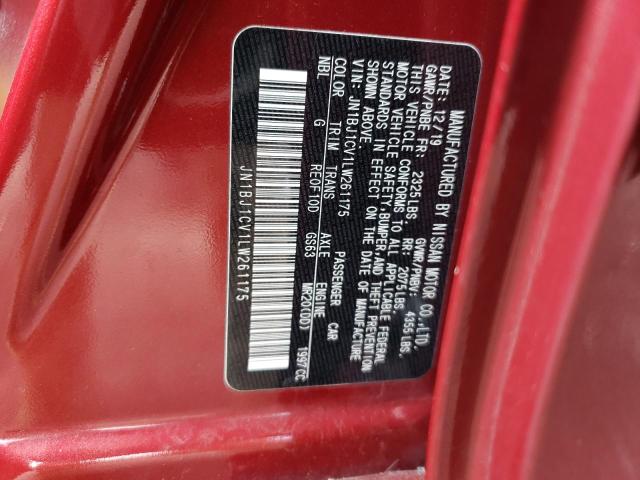 MANUFACTURED BY NISSAN MOTOR CO.,LTD.
DATE: 12/19 GVWR/PNBV: 4355LBS.
GAWR/PNBE FR: 2325LBS. RR: 2075LBS.
THIS VEHICLE CONFORMS TO ALL APPLICABLE FEDERAL
MOTOR VEHICLE SAFETY,BUMPER,AND THEFT PREVENTION
STANDARDS IN EFFECT ON THE DATE OF MANUFACTURE
SHOWN ABOVE.
VIN: JN1BJ1CV1LW261175 PASSENGER CAR
COLOR TRIM TRANS AXLE ENGINE
NBL G RE0F10D GS63 MR20(DD) 1997CC
JN1BJ1CV1LW261175